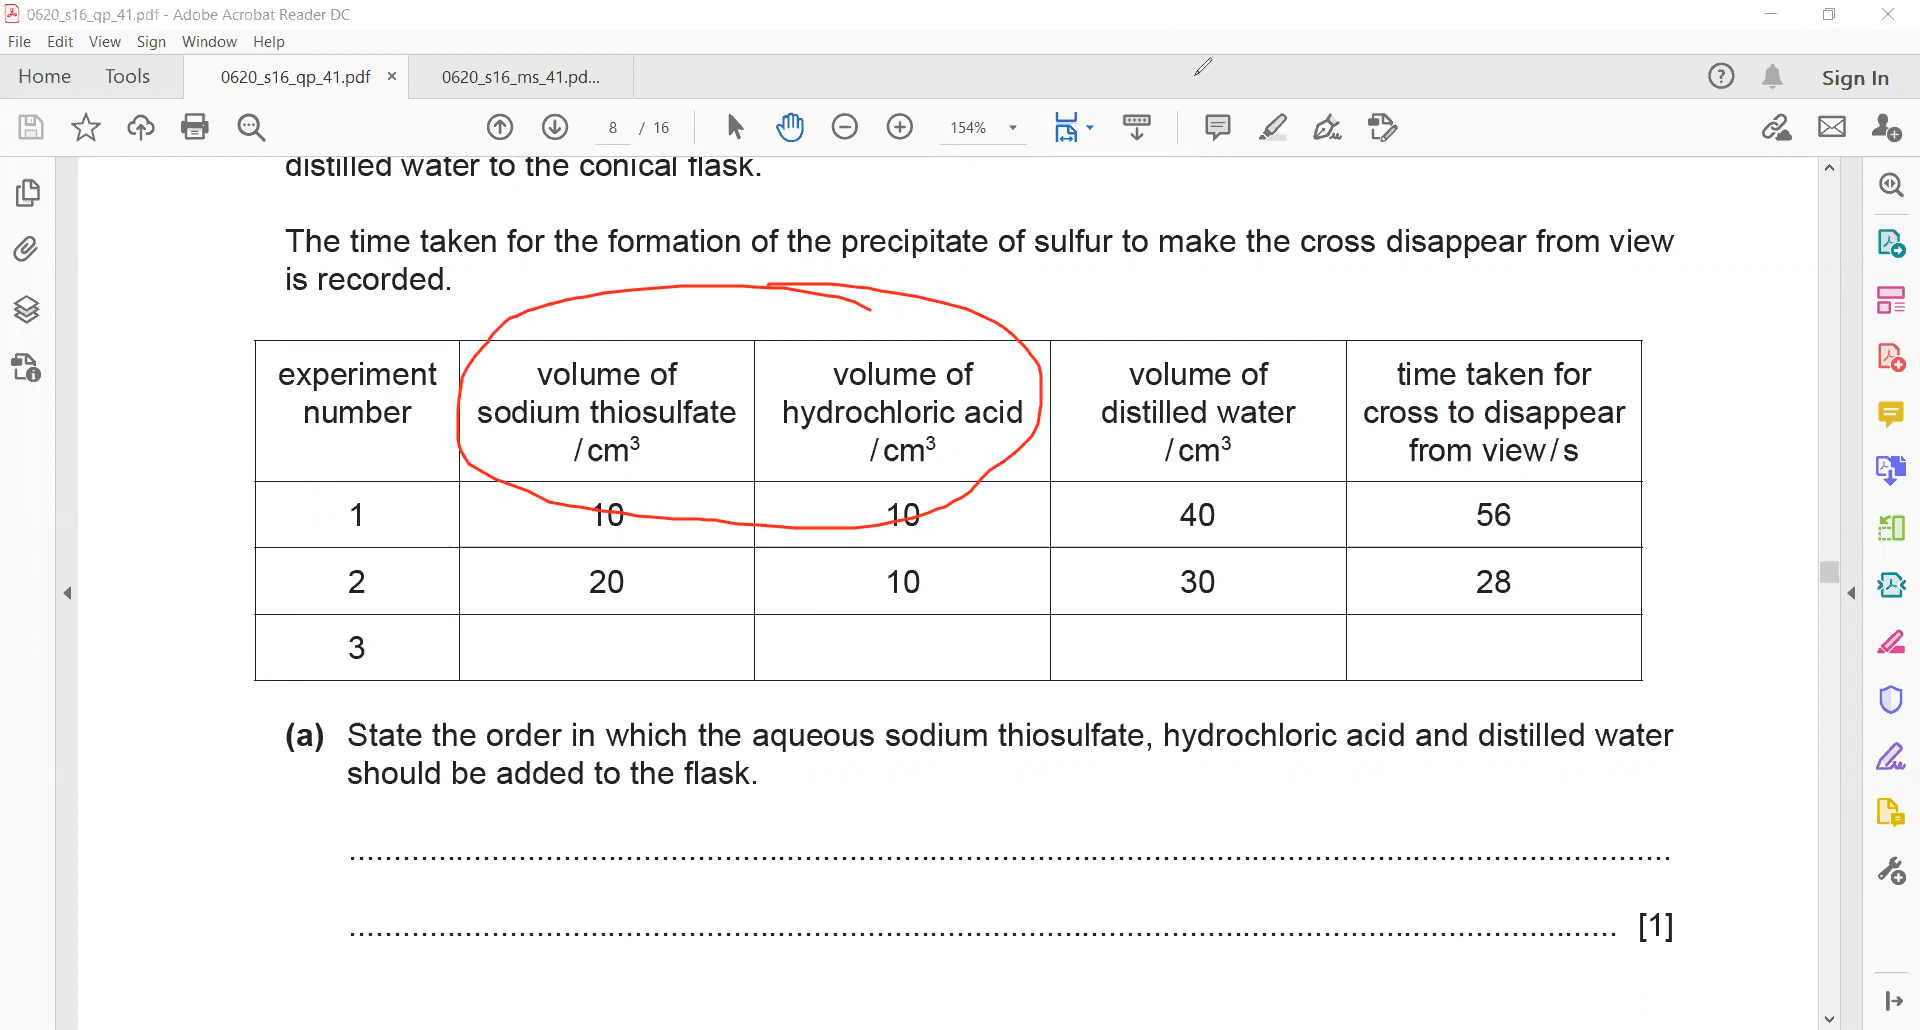 0620_s16_qp_41.pdf - Adobe Acrobat Reader DC
File Edit View Sign Window Help
Home Tools 0620_s16_qp_41.pdf × 0620_s16_ms_41.pd... ? Sign In
8 / 16 154%
distilled water to the conical flask.
The time taken for the formation of the precipitate of sulfur to make the cross disappear from view
is recorded.
experiment number volume of sodium thiosulfate /cm³ volume of hydrochloric acid /cm³ volume of distilled water /cm³ time taken for cross to disappear from view/s
1 10 10 40 56
2 20 10 30 28
3
(a) State the order in which the aqueous sodium thiosulfate, hydrochloric acid and distilled water
should be added to the flask.
..........................................................................................
.......................................................................................... [1]